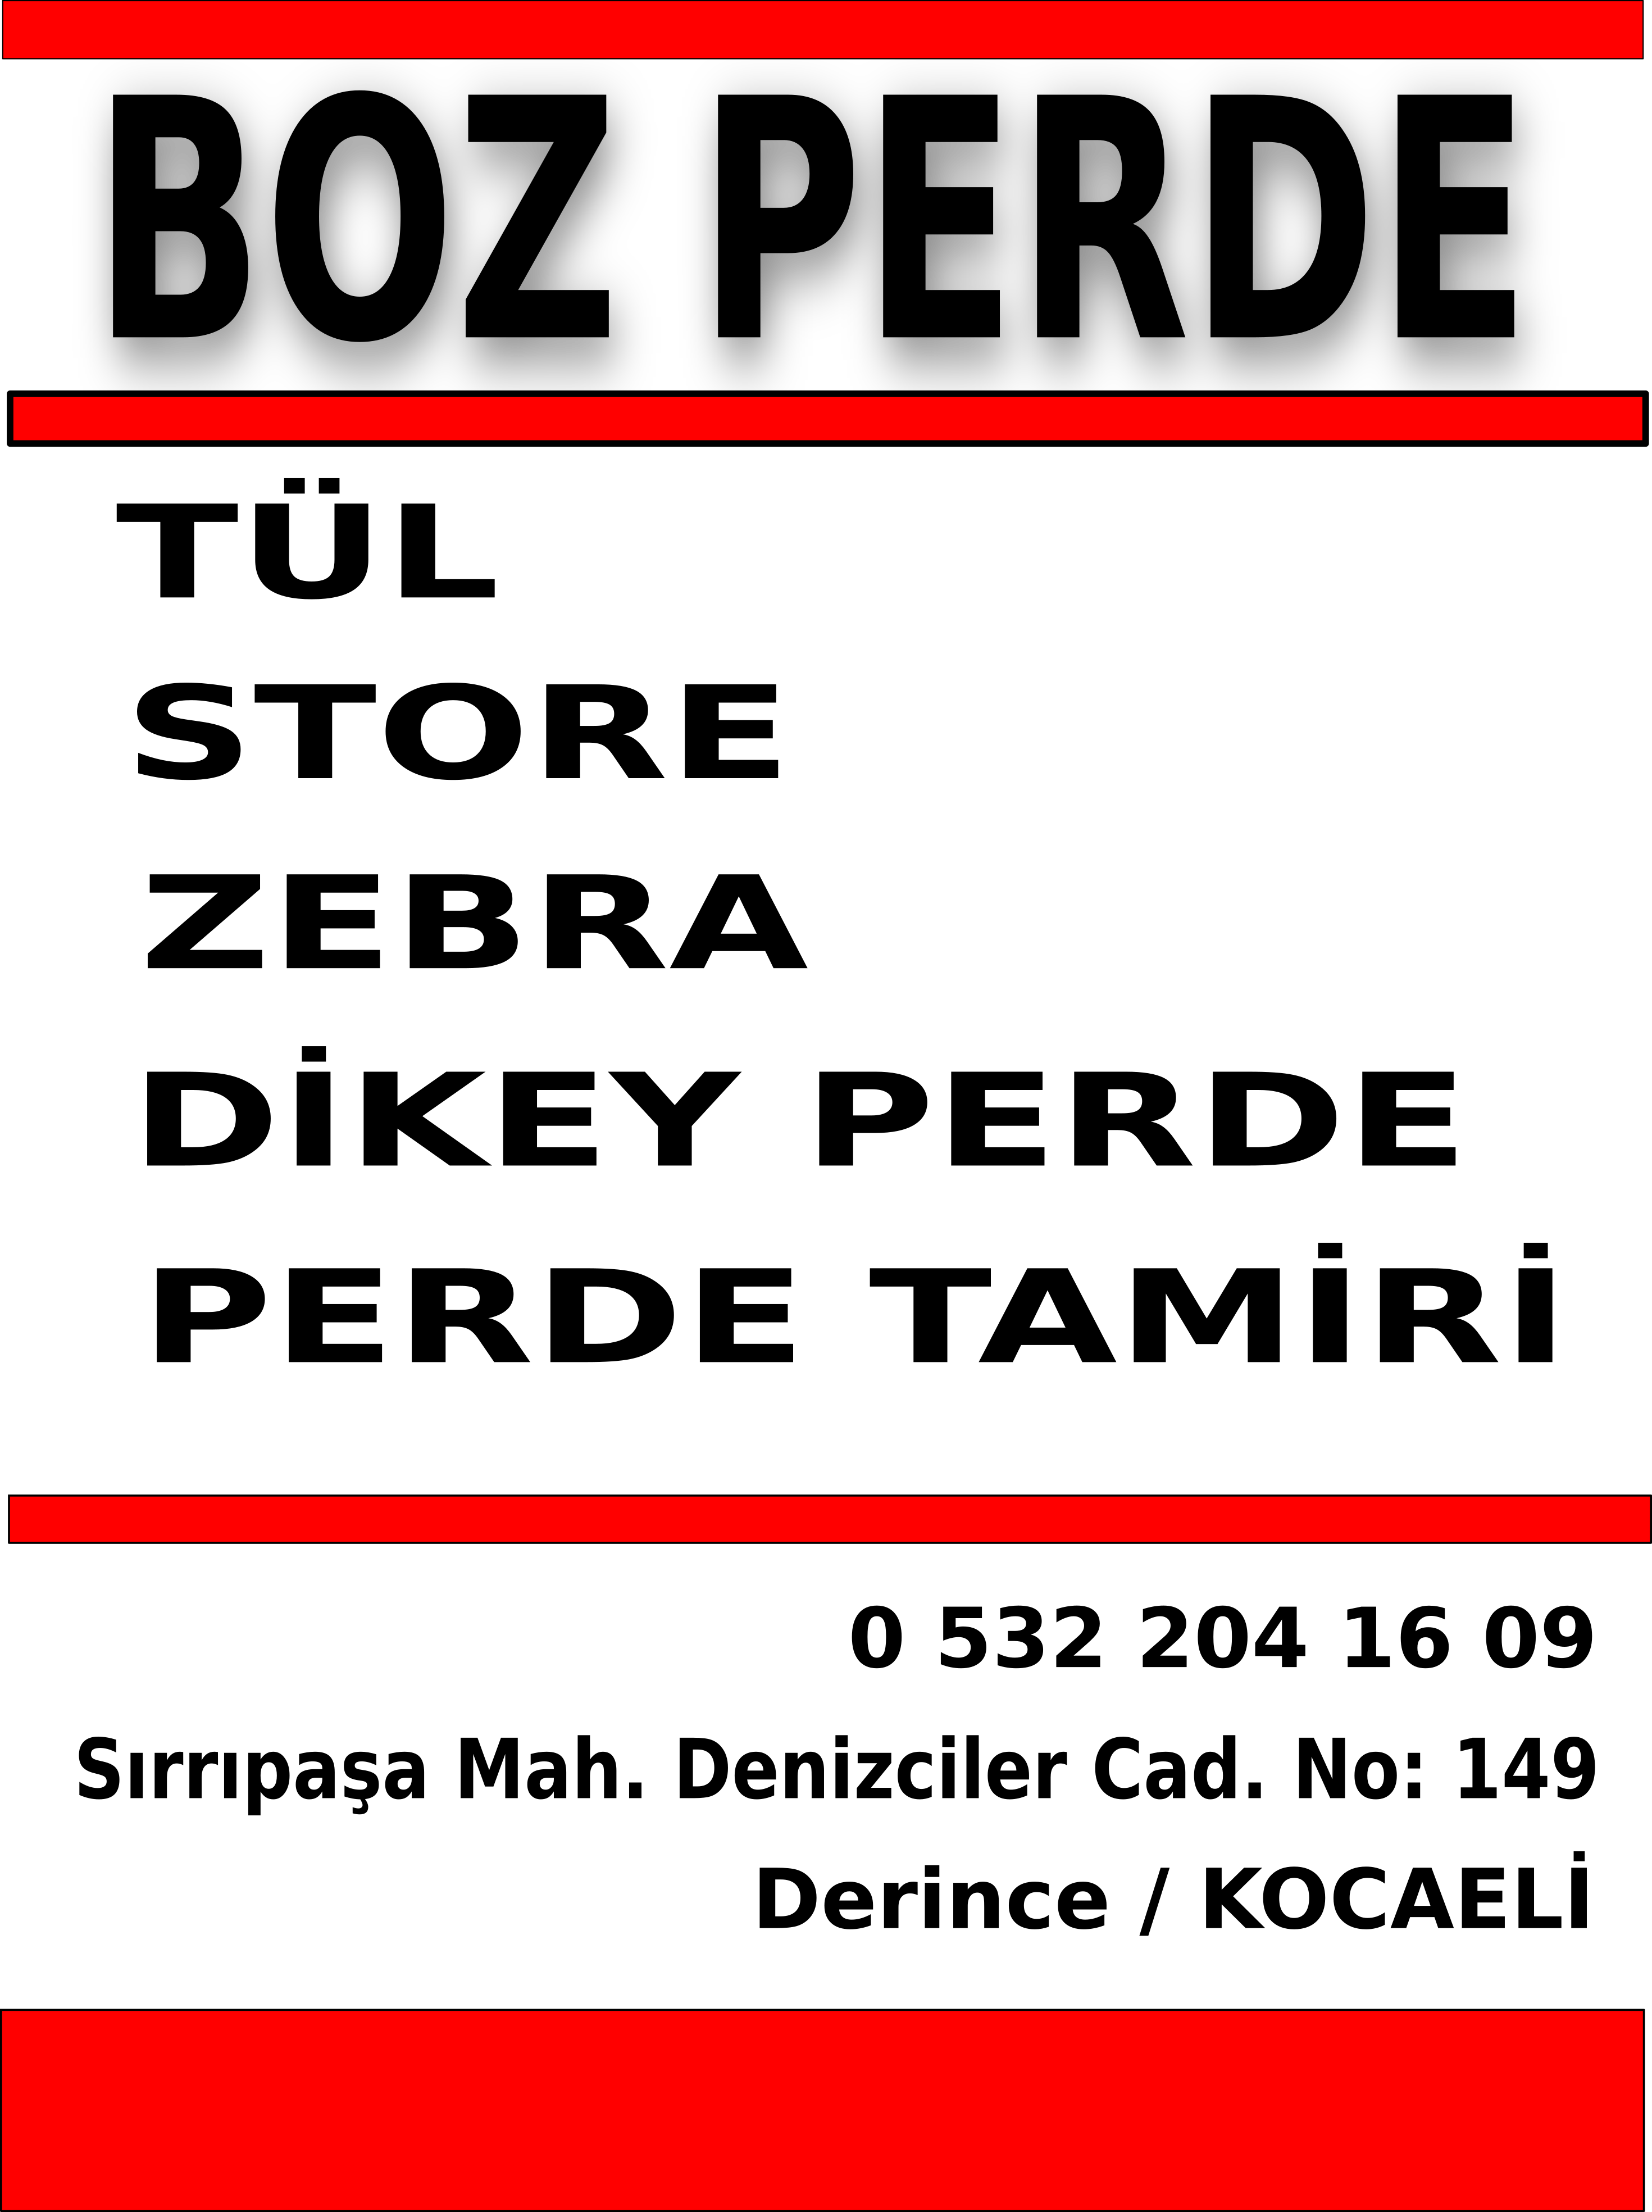 BOZ PERDE
TÜL
STORE
ZEBRA
DİKEY PERDE
PERDE TAMİRİ
0 532 204 16 09
Sırrıpaşa Mah. Denizciler Cad. No: 149
Derince / KOCAELİ